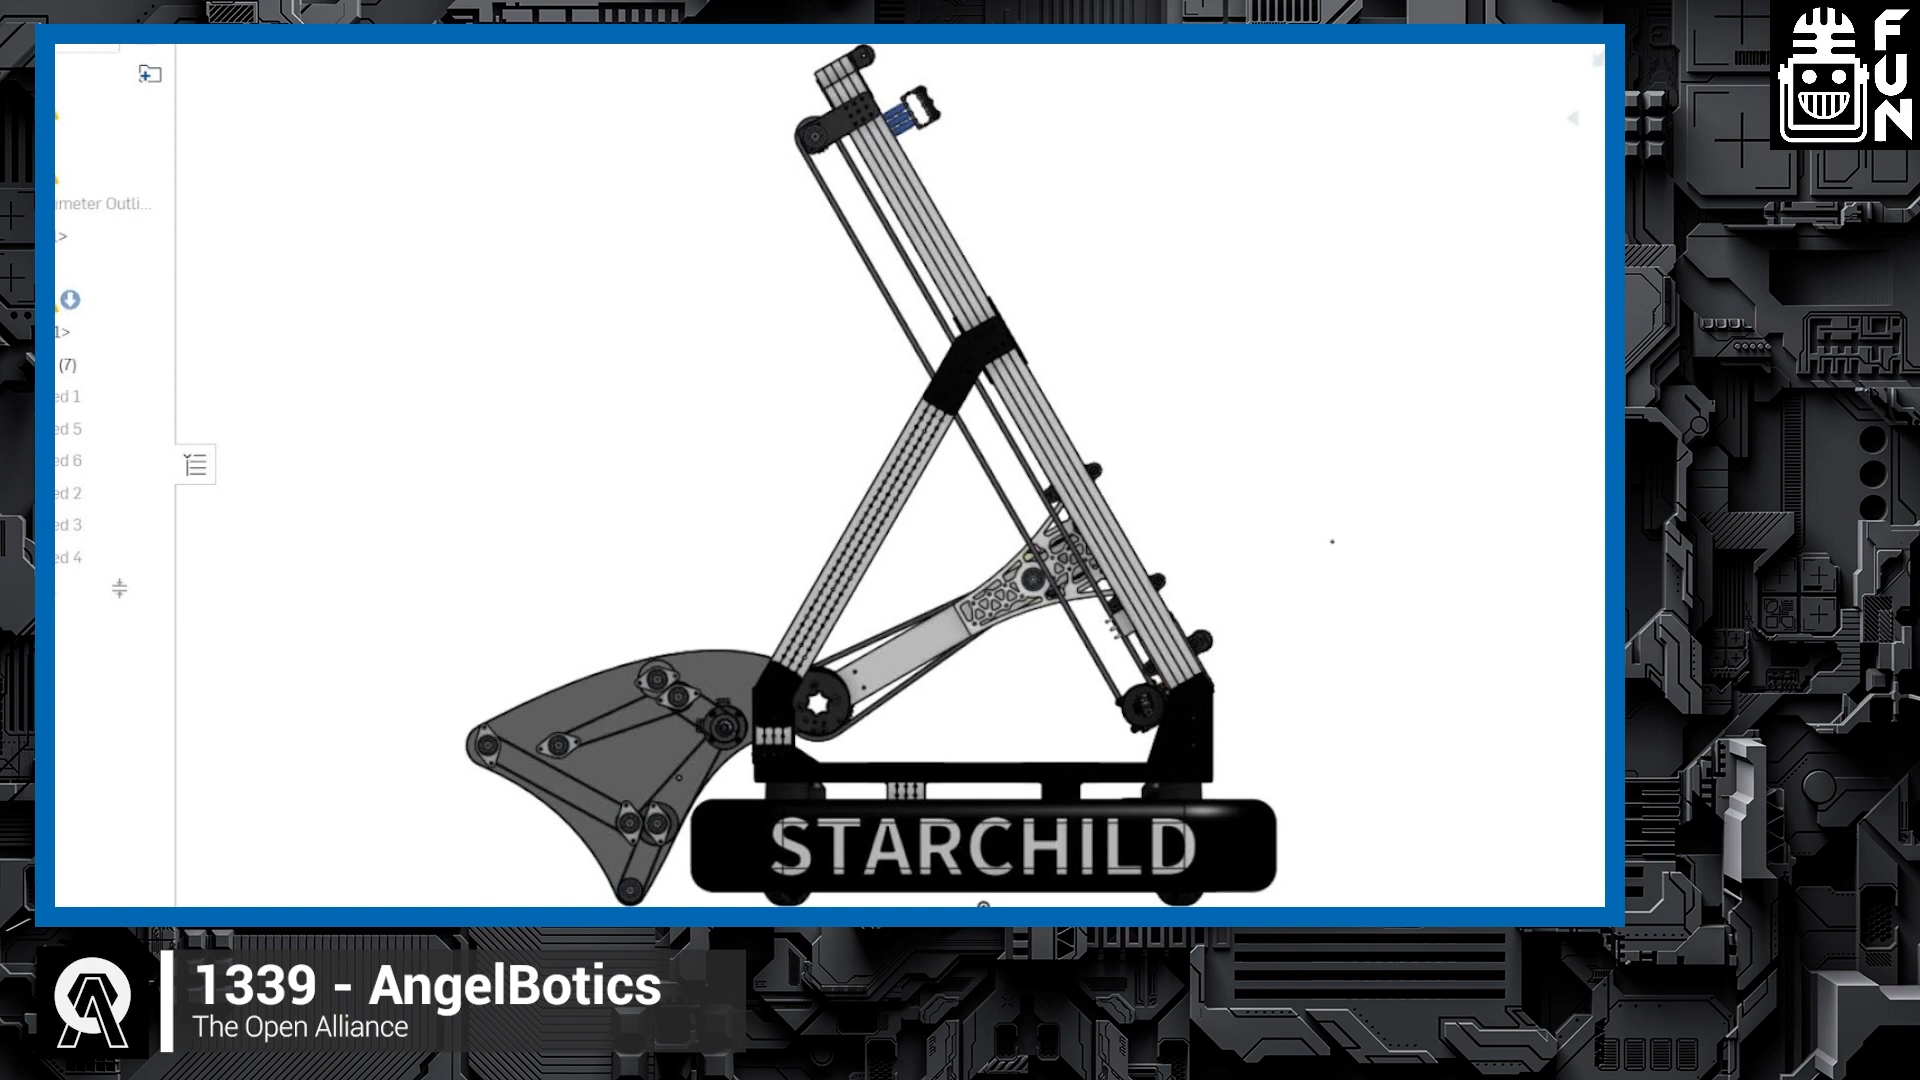 FUN
imeter Outli...
1>
(7)
ed 1
ed 5
ed 6
ed 2
ed 3
ed 4
STARCHILD
1339 - AngelBotics
The Open Alliance